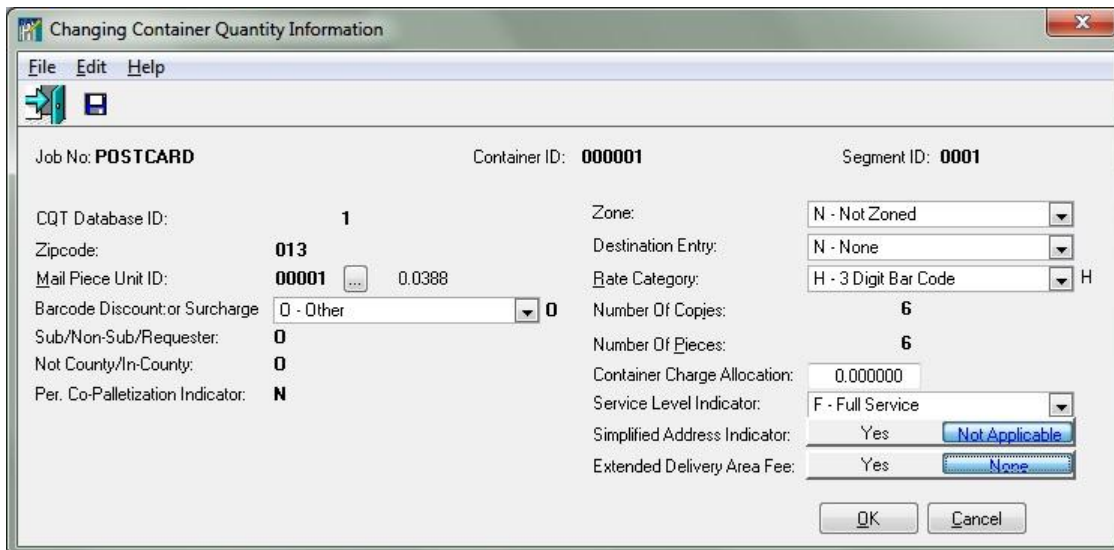 Changing Container Quantity Information
x
File Edit Help
Job No: POSTCARD Container ID: 000001 Segment ID: 0001
CQT Database ID: 1
Zipcode: 013
Mail Piece Unit ID: 00001 ... 0.0388
Barcode Discount:or Surcharge O - Other O
Sub/Non-Sub/Requester: O
Not County/In-County: O
Per. Co-Palletization Indicator: N
Zone: N - Not Zoned
Destination Entry: N - None
Rate Category: H - 3 Digit Bar Code H
Number Of Copies: 6
Number Of Pieces: 6
Container Charge Allocation: 0.000000
Service Level Indicator: F - Full Service
Simplified Address Indicator: Yes Not Applicable
Extended Delivery Area Fee: Yes None
OK Cancel